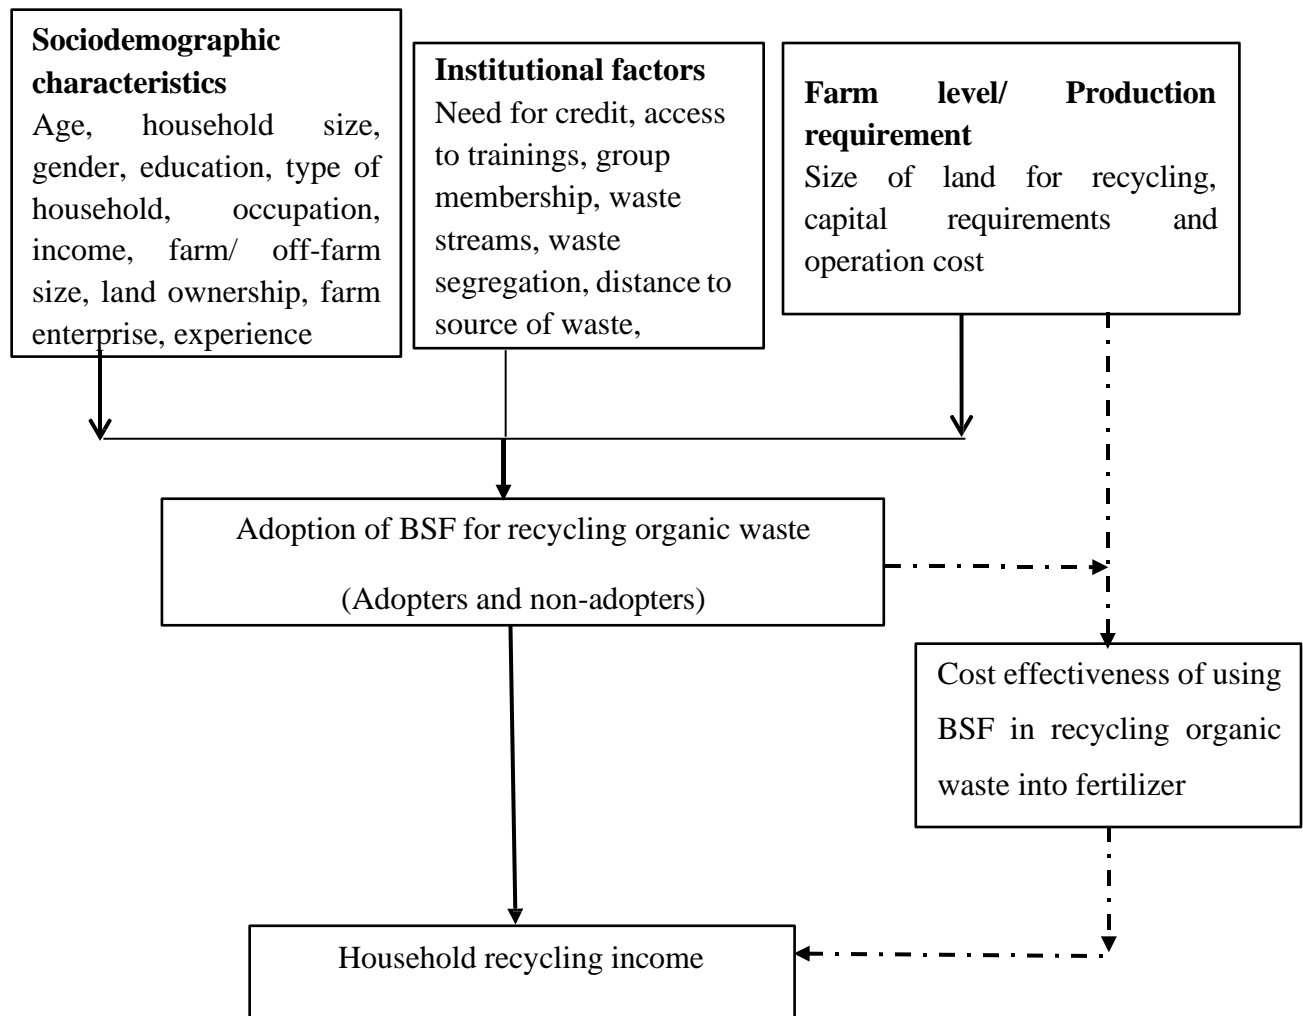 Sociodemographic
characteristics
Age, household size,
gender, education, type of
household, occupation,
income, farm/ off-farm
size, land ownership, farm
enterprise, experience
Institutional factors
Need for credit, access
to trainings, group
membership, waste
streams, waste
segregation, distance to
source of waste,
Farm level/ Production
requirement
Size of land for recycling,
capital requirements and
operation cost
Adoption of BSF for recycling organic waste
(Adopters and non-adopters)
Cost effectiveness of using
BSF in recycling organic
waste into fertilizer
Household recycling income